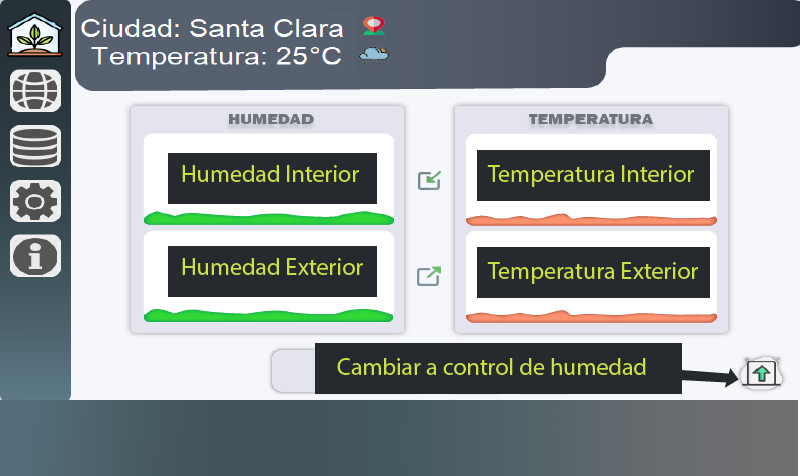 Ciudad: Santa Clara
Temperatura: 25°C
HUMEDAD
TEMPERATURA
Humedad Interior
Temperatura Interior
Humedad Exterior
Temperatura Exterior
Cambiar a control de humedad